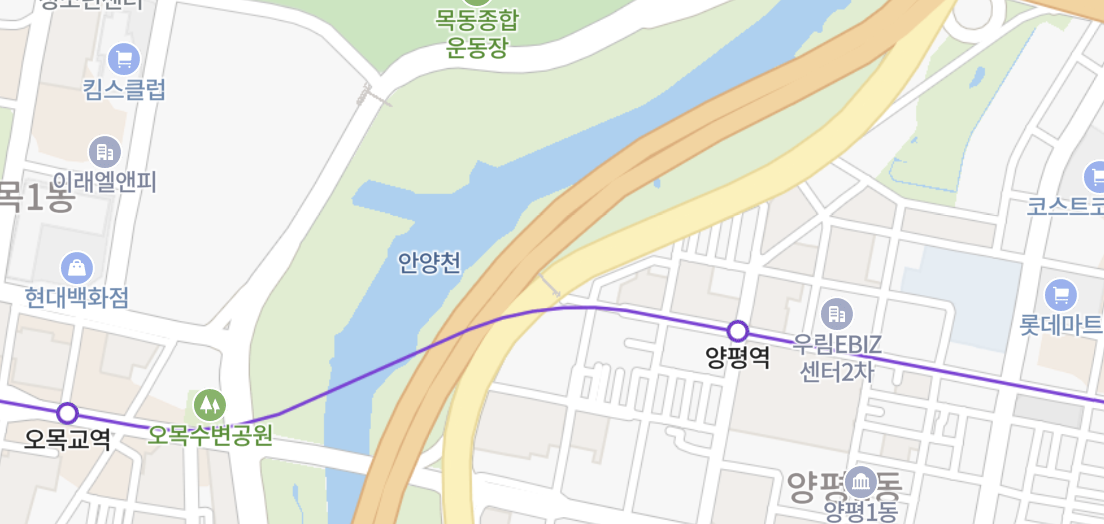 목동종합
운동장
킴스클럽
이래엘앤피
목1동
코스트코
안양천
현대백화점
롯데마트
우림EBIZ
센터2차
양평역
오목교역
오목수변공원
양평1동